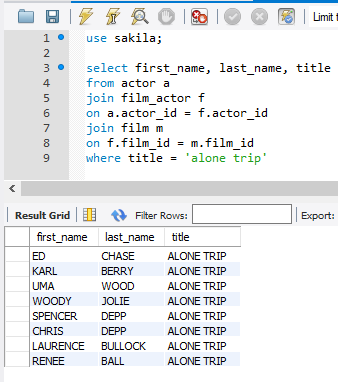 Limit t
1 use sakila;
2
3 select first_name, last_name, title
4 from actor a
5 join film_actor f
6 on a.actor_id = f.actor_id
7 join film m
8 on f.film_id = m.film_id
9 where title = 'alone trip'
Result Grid Filter Rows: Export:
first_name last_name title
ED CHASE ALONE TRIP
KARL BERRY ALONE TRIP
UMA WOOD ALONE TRIP
WOODY JOLIE ALONE TRIP
SPENCER DEPP ALONE TRIP
CHRIS DEPP ALONE TRIP
LAURENCE BULLOCK ALONE TRIP
RENEE BALL ALONE TRIP